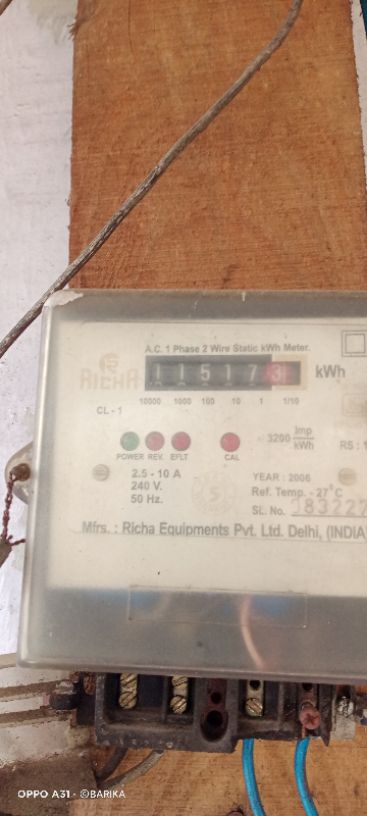 A.C. 1 Phase 2 Wire Static kWh Meter.
RICHA
115173
kWh
10000 1000 100 10 1 1/10
CL - 1
3200 Imp/kWh
POWER REV. EFLT CAL
2.5 - 10 A
240 V.
50 Hz.
S
YEARː 2006
Ref. Temp. - 27°C
SL. No.
Mfrs. : Richa Equipments Pvt. Ltd. Delhi, (INDIA)
OPPO A31 · ©BARIKA